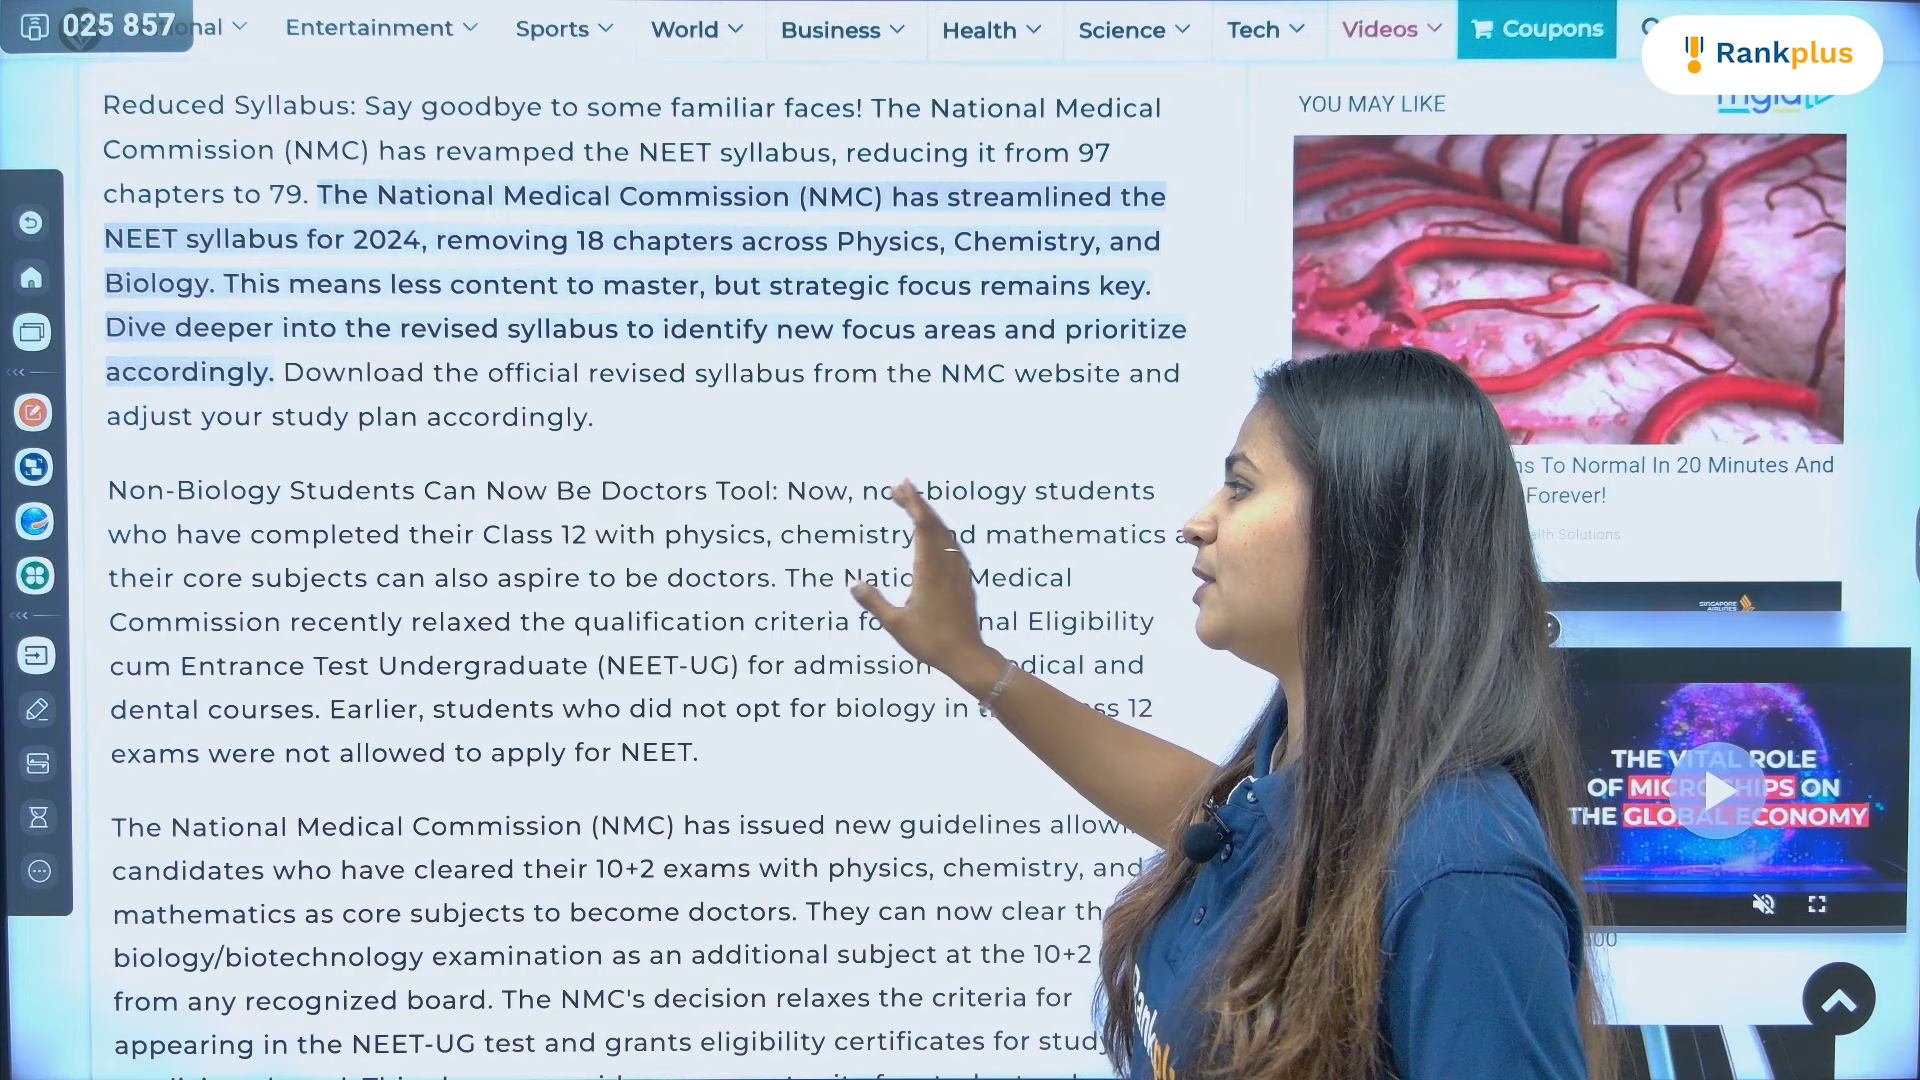 025 857
Entertainment Sports World Business Health Science Tech Videos Coupons
Rankplus
Reduced Syllabus: Say goodbye to some familiar faces! The National Medical
Commission (NMC) has revamped the NEET syllabus, reducing it from 97
chapters to 79. The National Medical Commission (NMC) has streamlined the
NEET syllabus for 2024, removing 18 chapters across Physics, Chemistry, and
Biology. This means less content to master, but strategic focus remains key.
Dive deeper into the revised syllabus to identify new focus areas and prioritize
accordingly. Download the official revised syllabus from the NMC website and
adjust your study plan accordingly.
Non-Biology Students Can Now Be Doctors Tool: Now, -biology students
who have completed their Class 12 with physics, chemistry mathematics
their core subjects can also aspire to be doctors. The Medical
Commission recently relaxed the qualification criteria Eligibility
cum Entrance Test Undergraduate (NEET-UG) for admission and
dental courses. Earlier, students who did not opt for biology in 12
exams were not allowed to apply for NEET.
The National Medical Commission (NMC) has issued new guidelines
candidates who have cleared their 10+2 exams with physics, chemistry, and
mathematics as core subjects to become doctors. They can now clear
biology/biotechnology examination as an additional subject at the 10+2
from any recognized board. The NMC's decision relaxes the criteria for
appearing in the NEET-UG test and grants eligibility certificates for study
YOU MAY LIKE
To Normal In 20 Minutes And
Forever!
Solutions
SINGAPORE
AIRLINES
THE VITAL ROLE
OF MICROCHIPS ON
THE GLOBAL ECONOMY